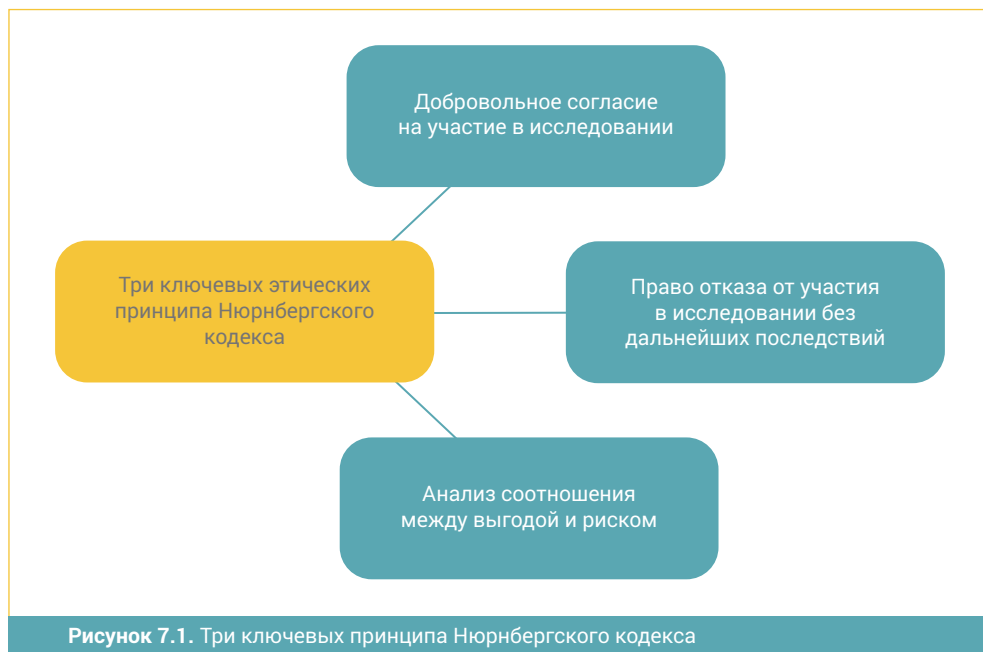 Добровольное согласие
на участие в исследовании
Три ключевых этических
принципа Нюрнбергского
кодекса
Право отказа от участия
в исследовании без
дальнейших последствий
Анализ соотношения
между выгодой и риском
Рисунок 7.1. Три ключевых принципа Нюрнбергского кодекса